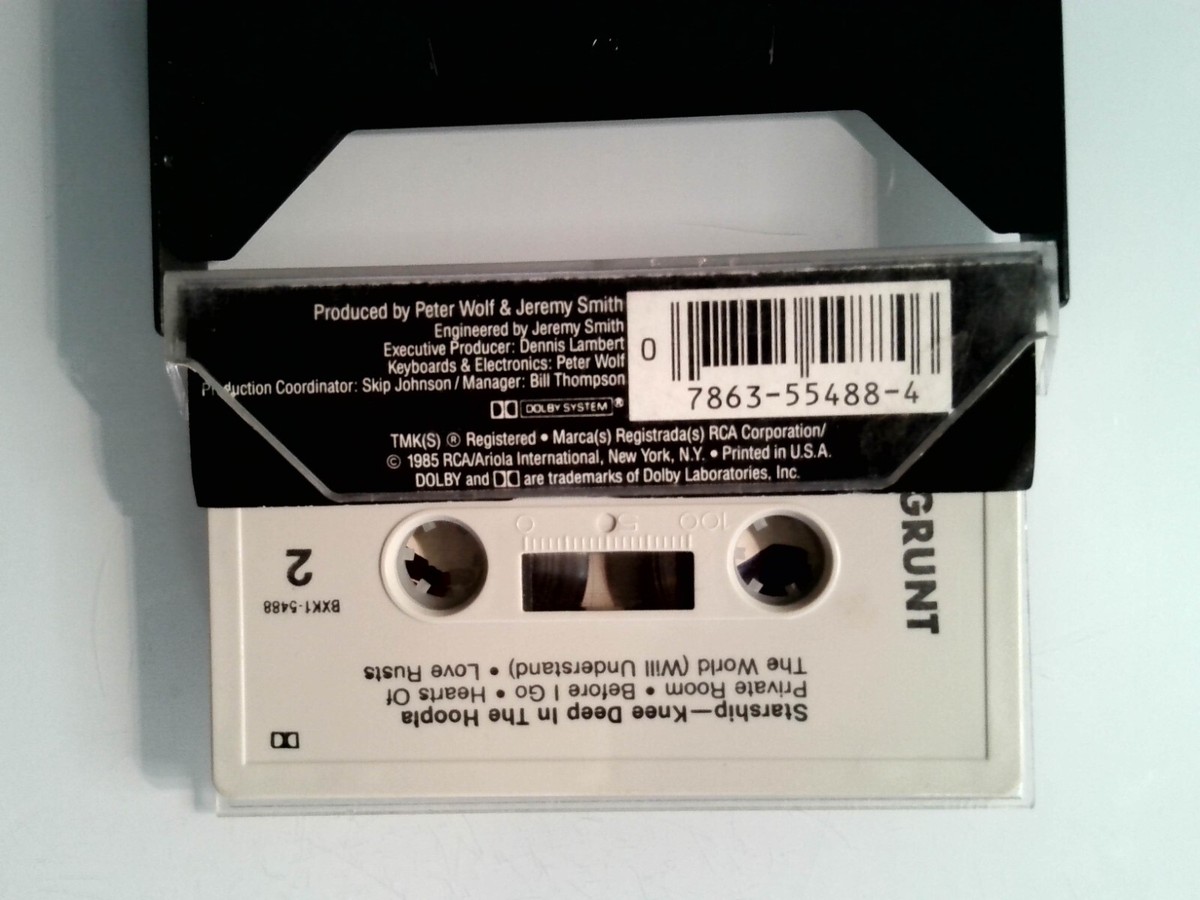 Produced by Peter Wolf & Jeremy Smith
Engineered by Jeremy Smith
Executive Producer: Dennis Lambert
Keyboards & Electronics: Peter Wolf
Production Coordinator: Skip Johnson / Manager: Bill Thompson
DOLBY SYSTEM®
0
7863-55488-4
TMK(S) ® Registered • Marca(s) Registrada(s) RCA Corporation/
© 1985 RCA/Ariola International, New York, N.Y. • Printed in U.S.A.
DOLBY and are trademarks of Dolby Laboratories, Inc.
GRUNT
Starship—Knee Deep In The Hoopla
Private Room • Before I Go • Hearts Of
The World (Will Understand) • Love Rusts
BXK1-5488
2
100 50 0